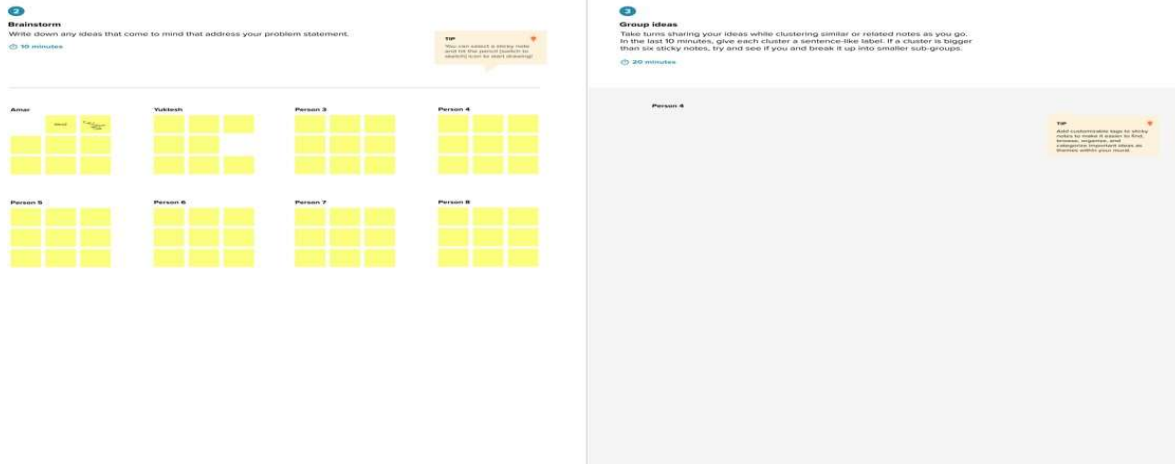 2
Brainstorm
Write down any ideas that come to mind that address your problem statement.
10 minutes
TIP
You can select a sticky note
and hit the pencil [switch to
sketch] icon to start drawing!
Amar
Yuktesh
Person 3
Person 4
Person 5
Person 6
Person 7
Person 8
3
Group ideas
Take turns sharing your ideas while clustering similar or related notes as you go.
In the last 10 minutes, give each cluster a sentence-like label. If a cluster is bigger
than six sticky notes, try and see if you and break it up into smaller sub-groups.
20 minutes
Person 4
TIP
Add customizable tags to sticky
notes to make it easier to find,
browse, organize, and
categorize important ideas as
themes within your mural.